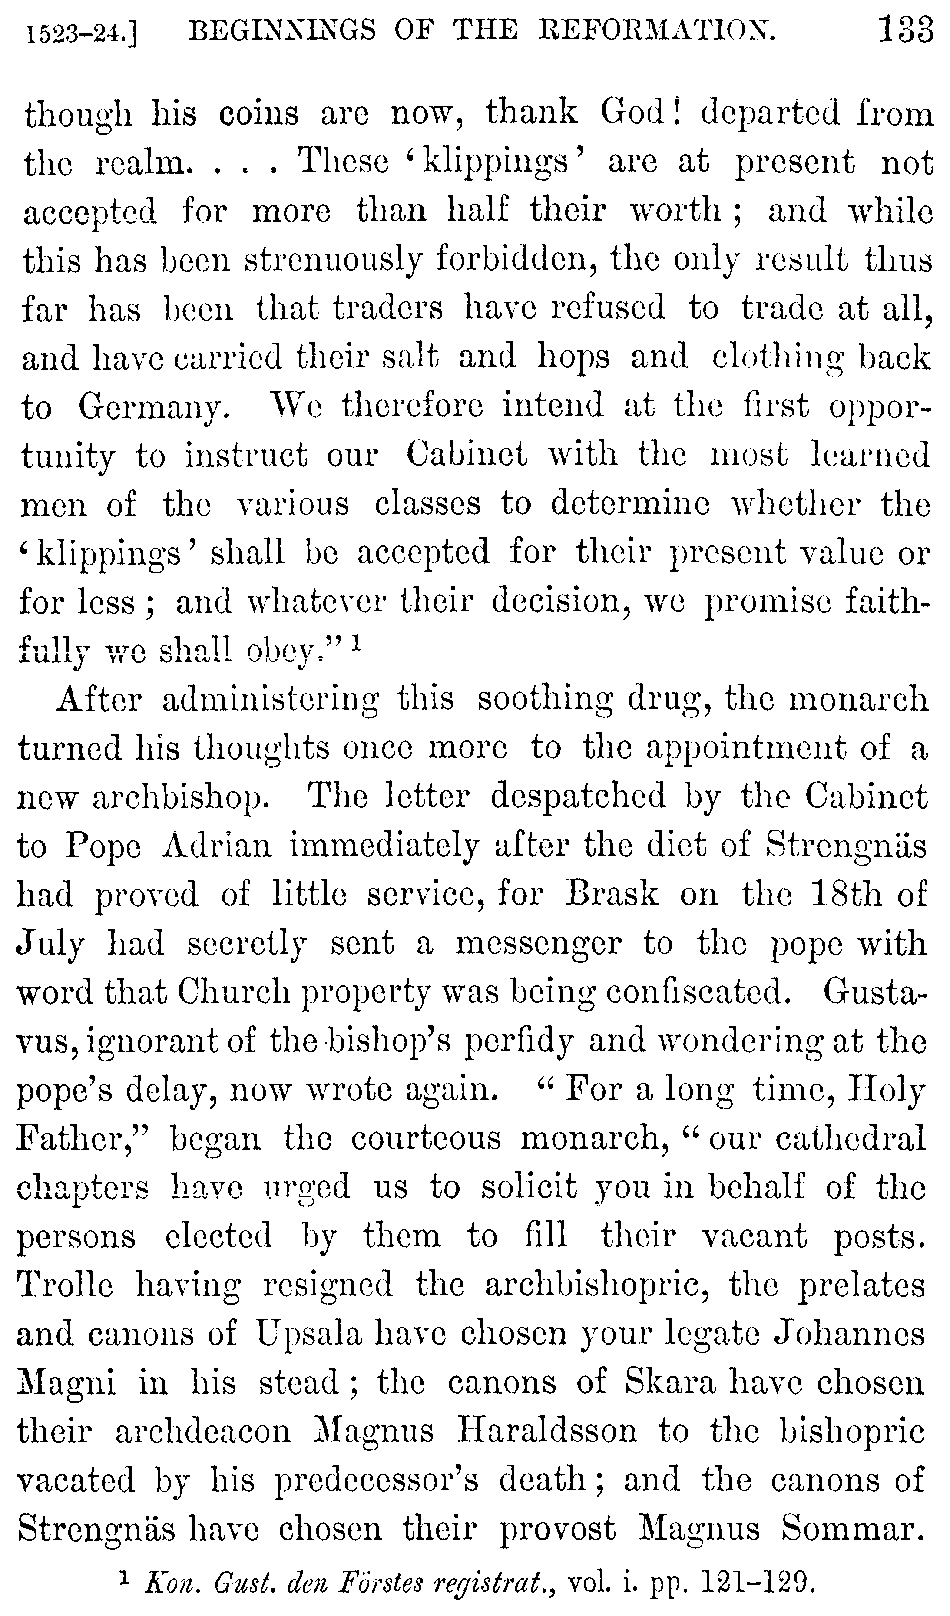 1523–24.] BEGINNINGS OF THE REFORMATION. 133
though his coins are now, thank God! departed from
the realm. . . . These ‘klippings’ are at present not
accepted for more than half their worth; and while
this has been strenuously forbidden, the only result thus
far has been that traders have refused to trade at all,
and have carried their salt and hops and clothing back
to Germany. We therefore intend at the first oppor-
tunity to instruct our Cabinet with the most learned
men of the various classes to determine whether the
‘klippings’ shall be accepted for their present value or
for less; and whatever their decision, we promise faith-
fully we shall obey.” 1
After administering this soothing drug, the monarch
turned his thoughts once more to the appointment of a
new archbishop. The letter despatched by the Cabinet
to Pope Adrian immediately after the diet of Strengnäs
had proved of little service, for Brask on the 18th of
July had secretly sent a messenger to the pope with
word that Church property was being confiscated. Gusta-
vus, ignorant of the bishop’s perfidy and wondering at the
pope’s delay, now wrote again. “For a long time, Holy
Father,” began the courteous monarch, “our cathedral
chapters have urged us to solicit you in behalf of the
persons elected by them to fill their vacant posts.
Trolle having resigned the archbishopric, the prelates
and canons of Upsala have chosen your legate Johannes
Magni in his stead; the canons of Skara have chosen
their archdeacon Magnus Haraldsson to the bishopric
vacated by his predecessor’s death; and the canons of
Strengnäs have chosen their provost Magnus Sommar.
1 Kon. Gust. den Förstes registrat., vol. i. pp. 121–129.